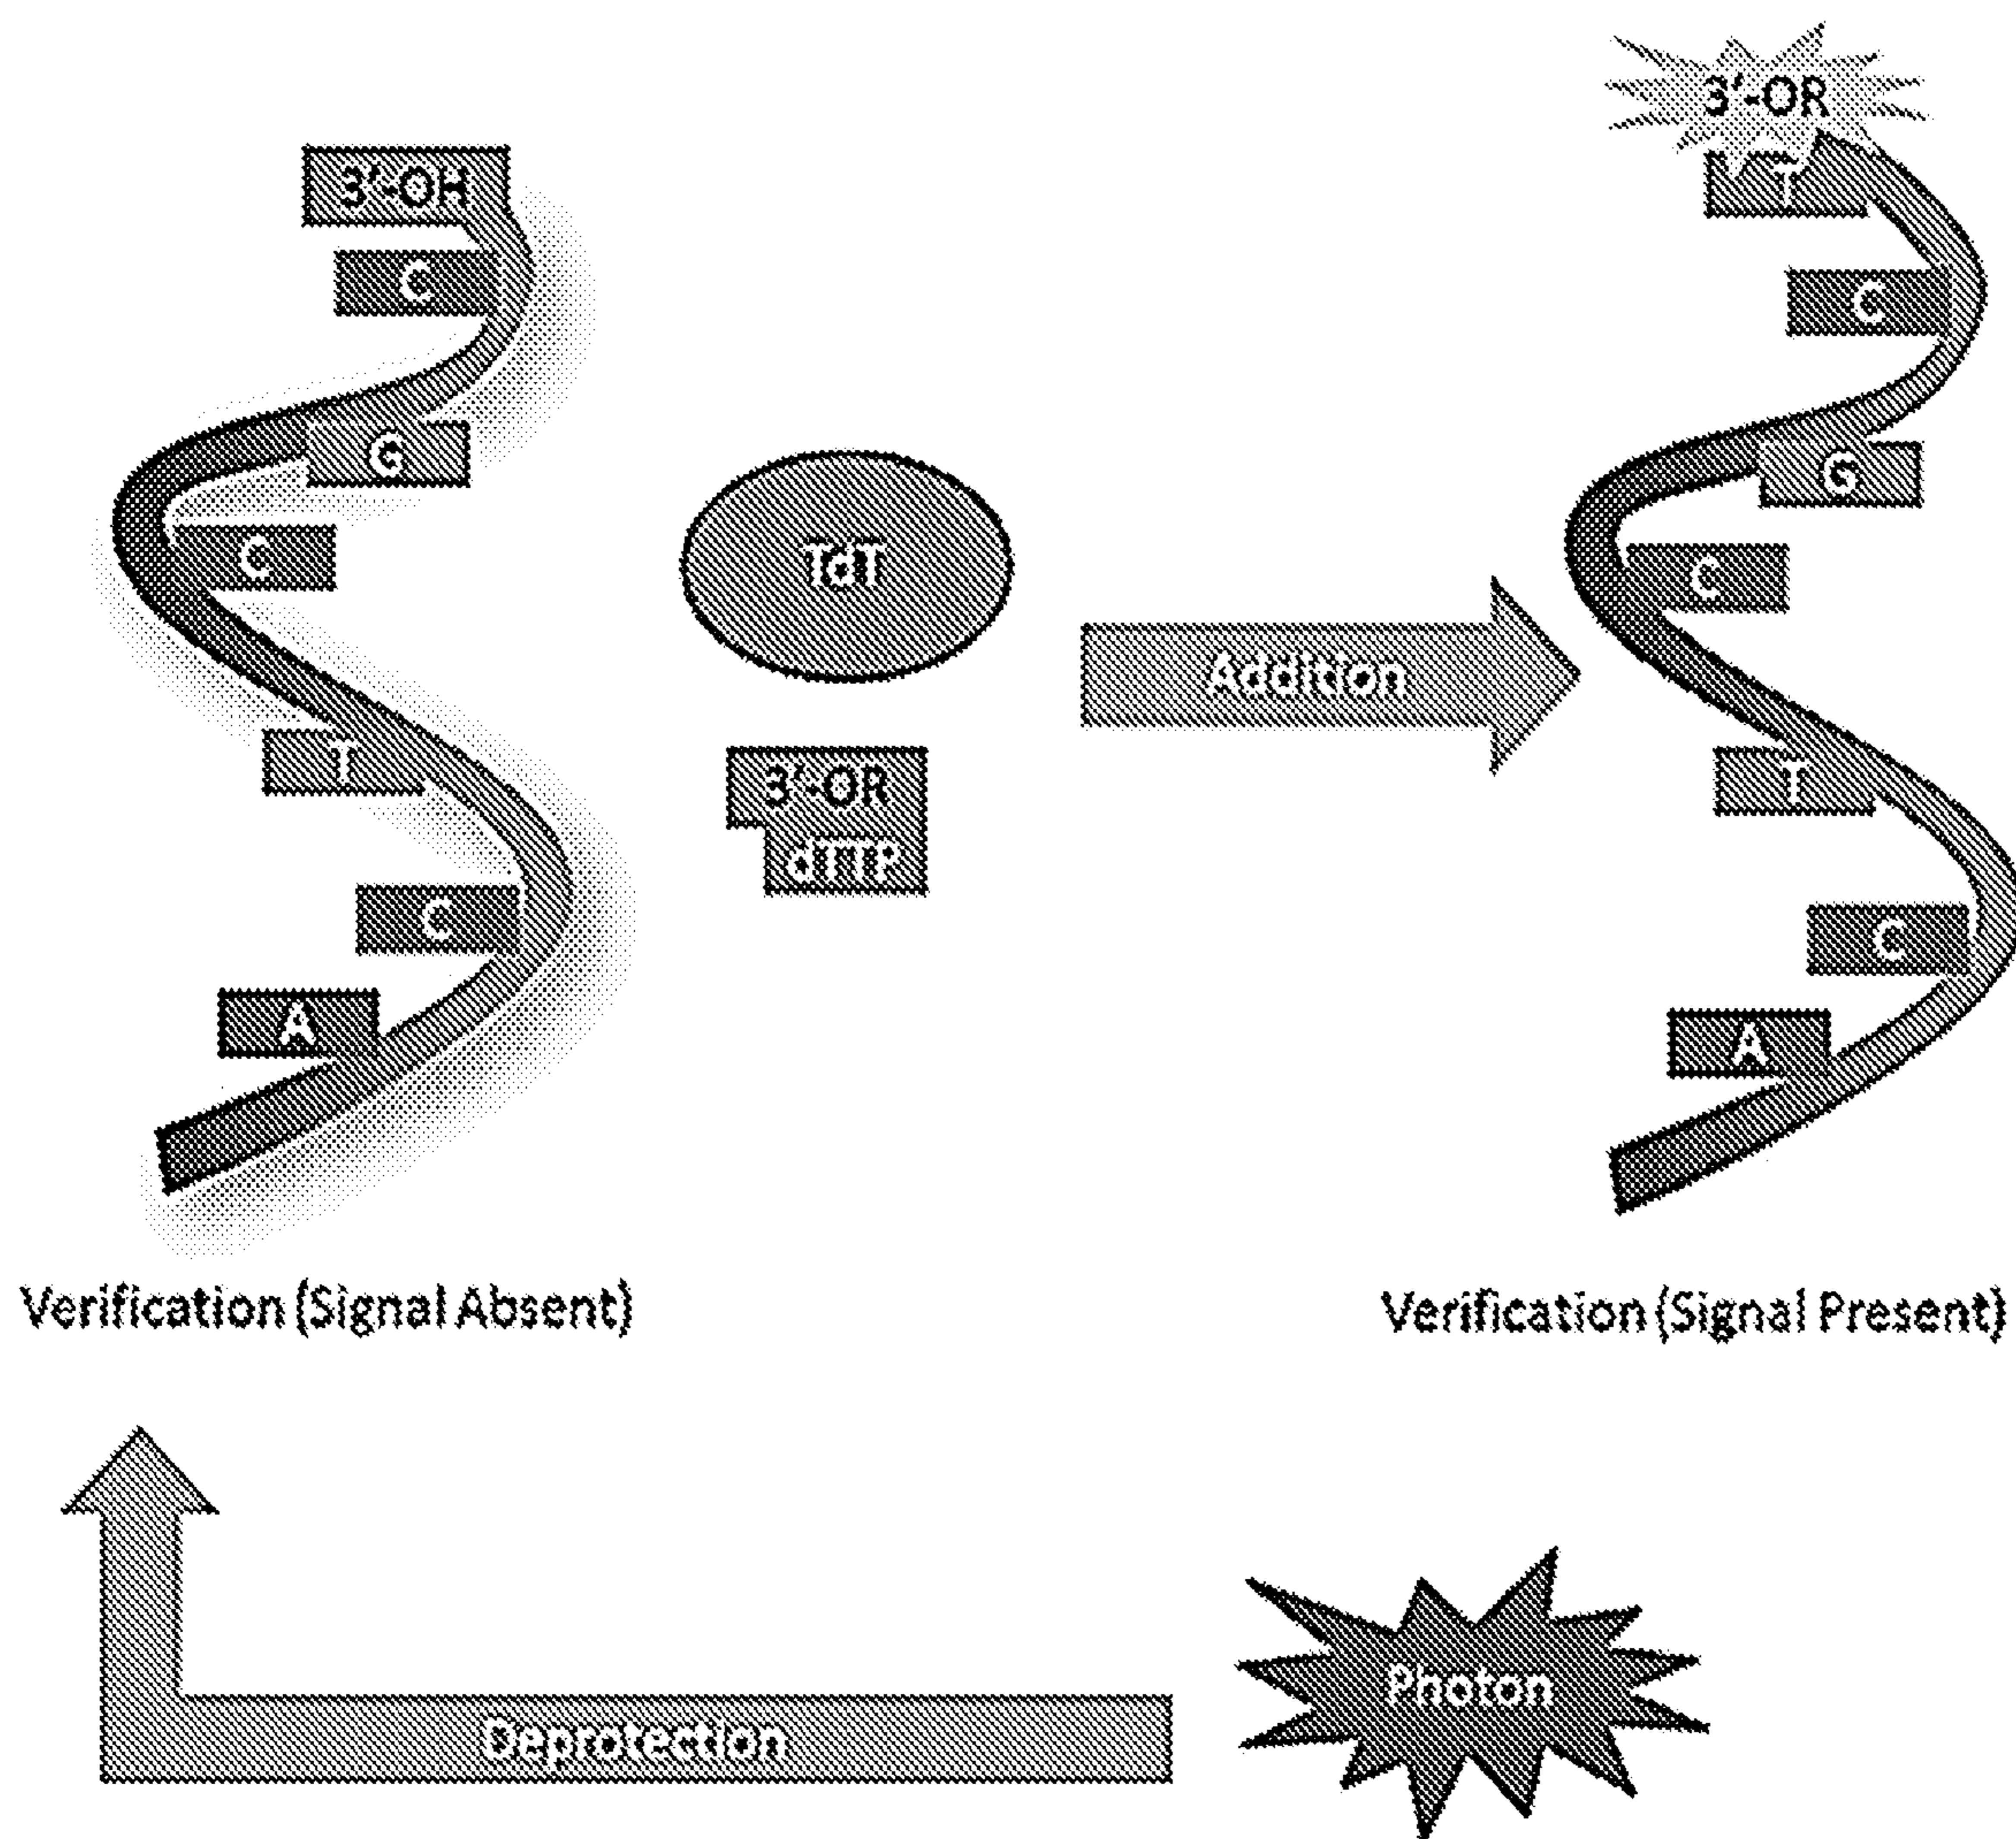 3'-OH
C
G
C
T
C
A
Verification (Signal Absent)
TdT
3'-OR
dTTP
Addition
3'-OR
T
C
G
C
T
C
A
Verification (Signal Present)
Photon
Deprotection